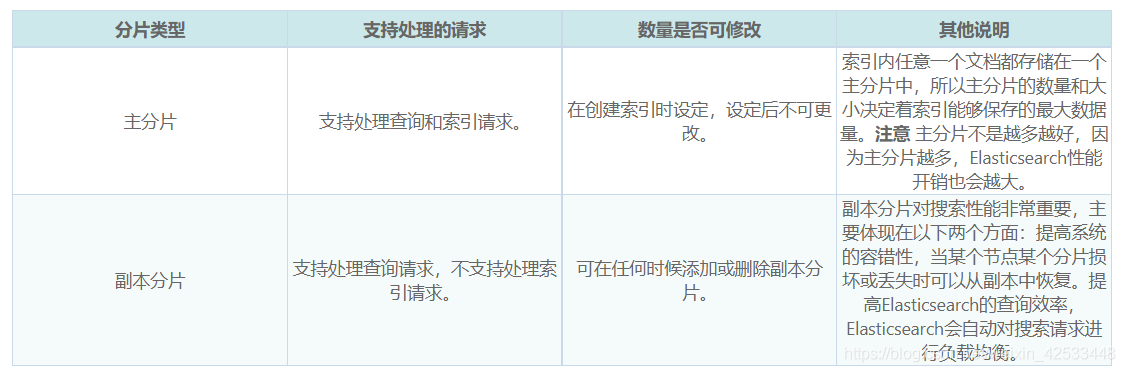 分片类型
支持处理的请求
数量是否可修改
其他说明
主分片
支持处理查询和索引请求。
在创建索引时设定，设定后不可更
改。
索引内任意一个文档都存储在一个
主分片中，所以主分片的数量和大
小决定着索引能够保存的最大数据
量。注意 主分片不是越多越好，因
为主分片越多，Elasticsearch性能
开销也会越大。
副本分片
支持处理查询请求，不支持处理索
引请求。
可在任何时候添加或删除副本分
片。
副本分片对搜索性能非常重要，主
要体现在以下两个方面：提高系统
的容错性，当某个节点某个分片损
坏或丢失时可以从副本中恢复。提
高Elasticsearch的查询效率，
Elasticsearch会自动对搜索请求进
行负载均衡。